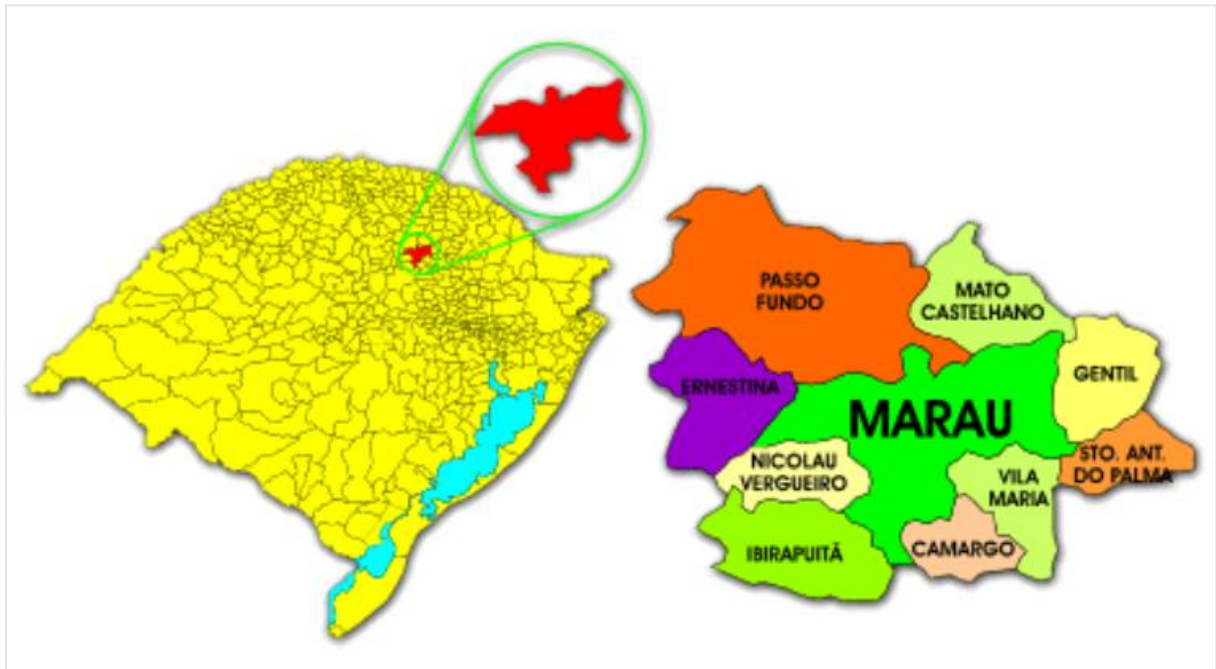 PASSO
FUNDO
MATO
CASTELHANO
ERNESTINA
GENTIL
MARAU
NICOLAU
VERGUEIRO
VILA
MARIA
STO. ANT.
DO PALMA
IBIRAPUITÃ
CAMARGO